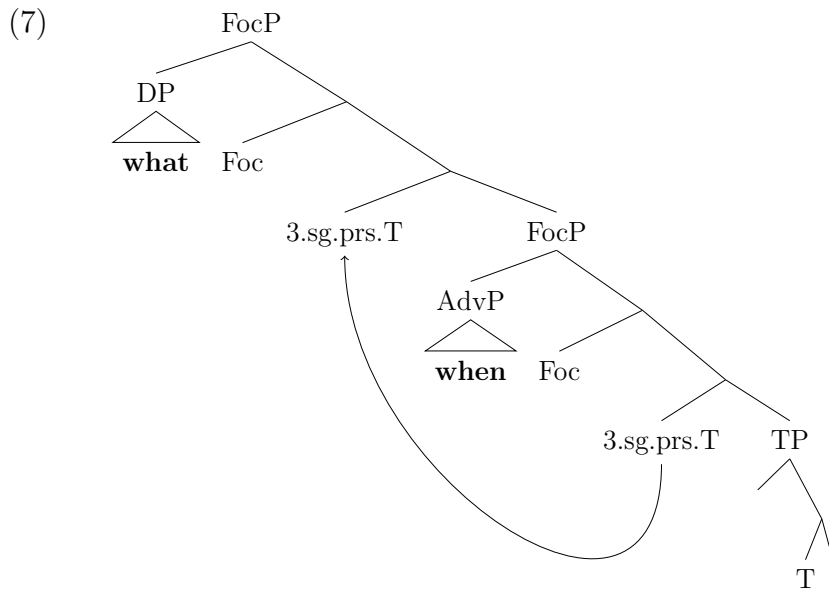 (7)
FocP
DP
what
Foc
3.sg.prs.T
FocP
AdvP
when
Foc
3.sg.prs.T
TP
T